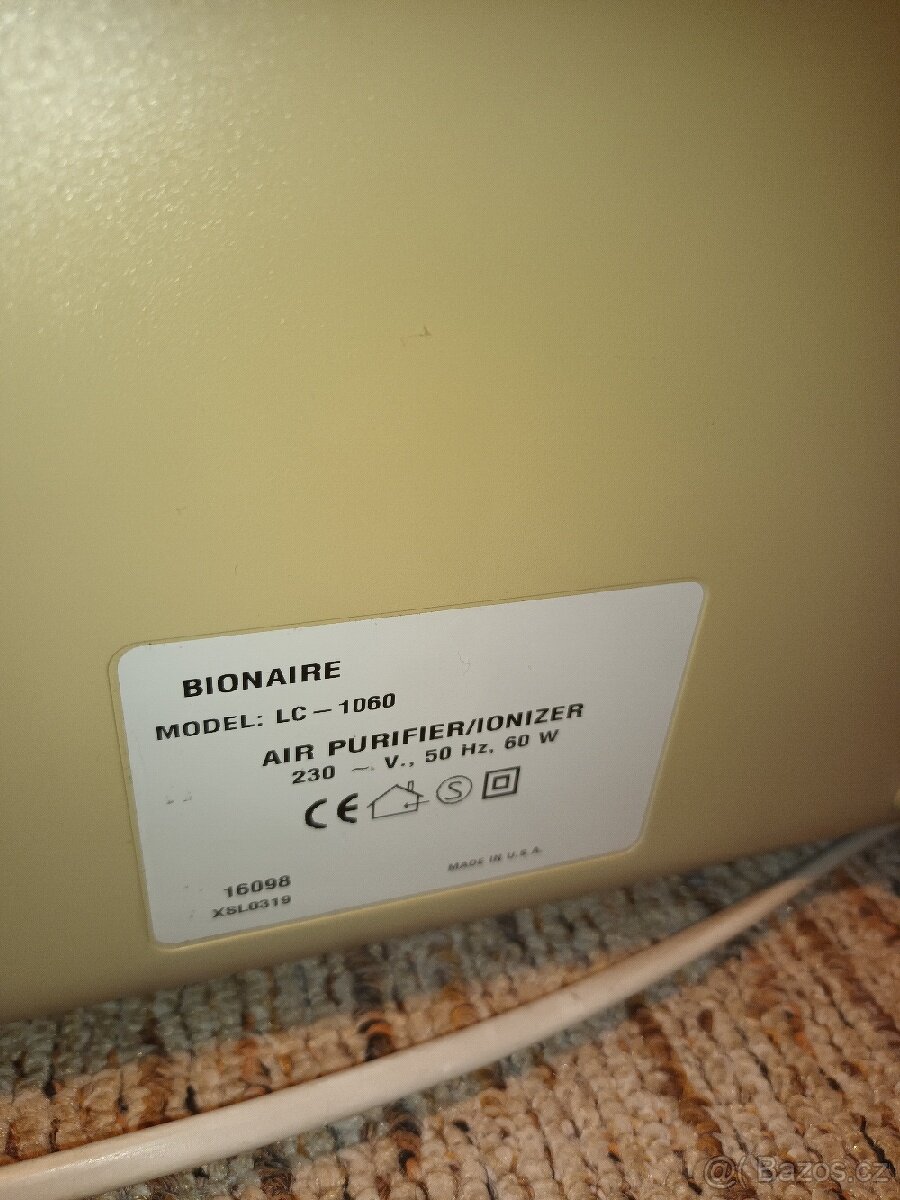 BIONAIRE
MODEL: LC-1060
AIR PURIFIER/IONIZER
230 ~ V., 50 Hz, 60 W
CE S
MADE IN U.S.A.
16098
XSL0319
@ Bazos.cz